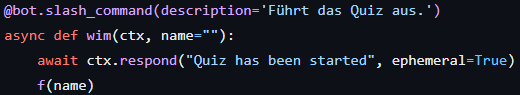 @bot.slash_command(description='Führt das Quiz aus.')
async def wim(ctx, name=""):
    await ctx.respond("Quiz has been started", ephemeral=True)
    f(name)